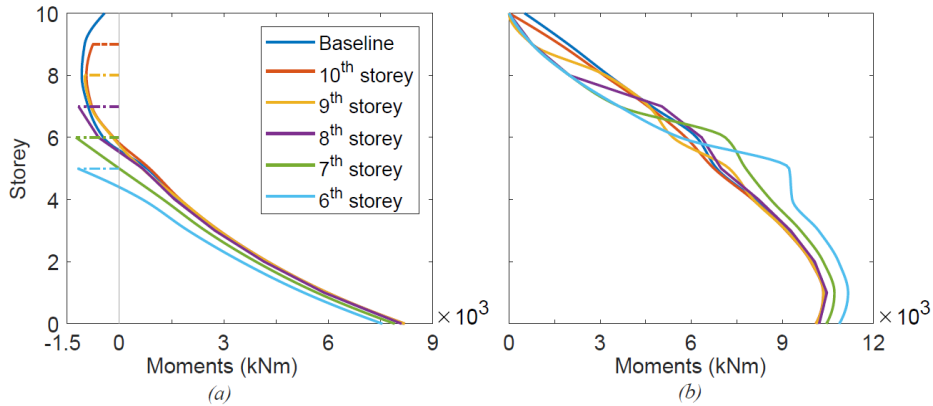 10
8
6
4
2
0
Storey
Baseline
10th storey
9th storey
8th storey
7th storey
6th storey
-1.5 0 3 6 9
× 10³
Moments (kNm)
(a)
0 3 6 9 12
× 10³
Moments (kNm)
(b)